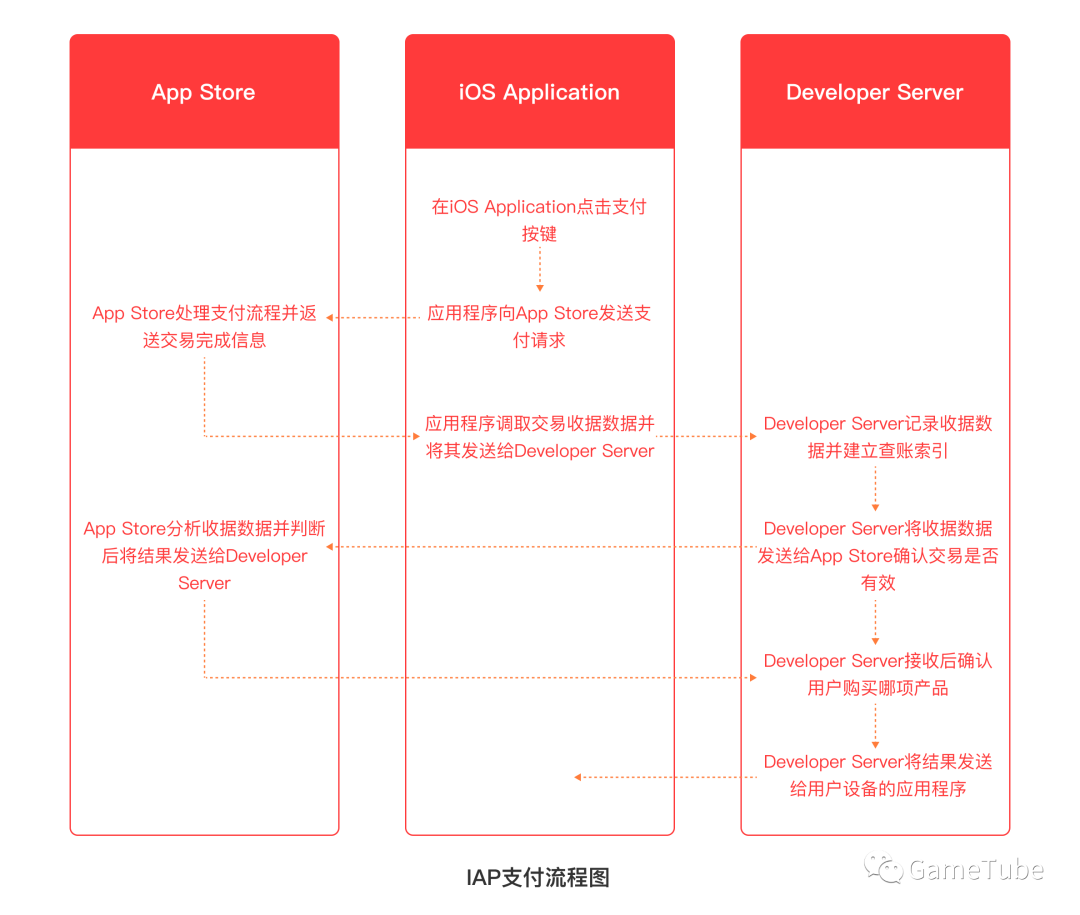 App Store
iOS Application
Developer Server
在iOS Application点击支付
按键
App Store处理支付流程并返
送交易完成信息
应用程序向App Store发送支
付请求
应用程序调取交易收据数据并
将其发送给Developer Server
Developer Server记录收据数
据并建立查账索引
App Store分析收据数据并判断
后将结果发送给Developer
Server
Developer Server将收据数据
发送给App Store确认交易是否
有效
Developer Server接收后确认
用户购买哪项产品
Developer Server将结果发送
给用户设备的应用程序
IAP支付流程图
GameTube